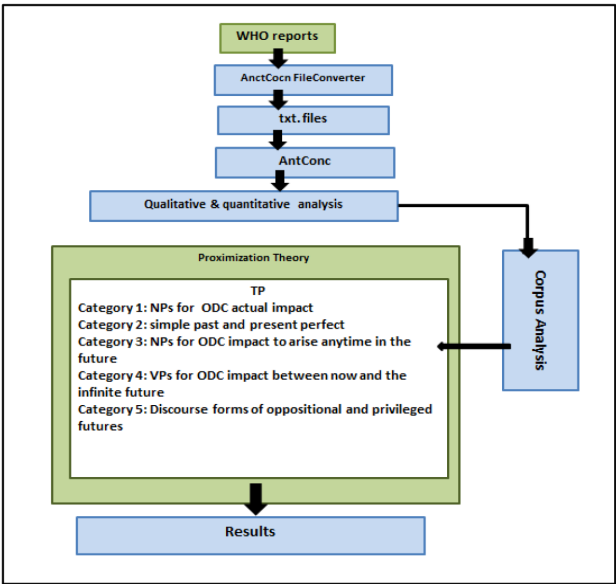 WHO reports
AnctCocn FileConverter
txt. files
AntConc
Qualitative & quantitative analysis
Corpus Analysis
Proximization Theory
TP
Category 1: NPs for ODC actual impact
Category 2: simple past and present perfect
Category 3: NPs for ODC impact to arise anytime in the
future
Category 4: VPs for ODC impact between now and the
infinite future
Category 5: Discourse forms of oppositional and privileged
futures
Results